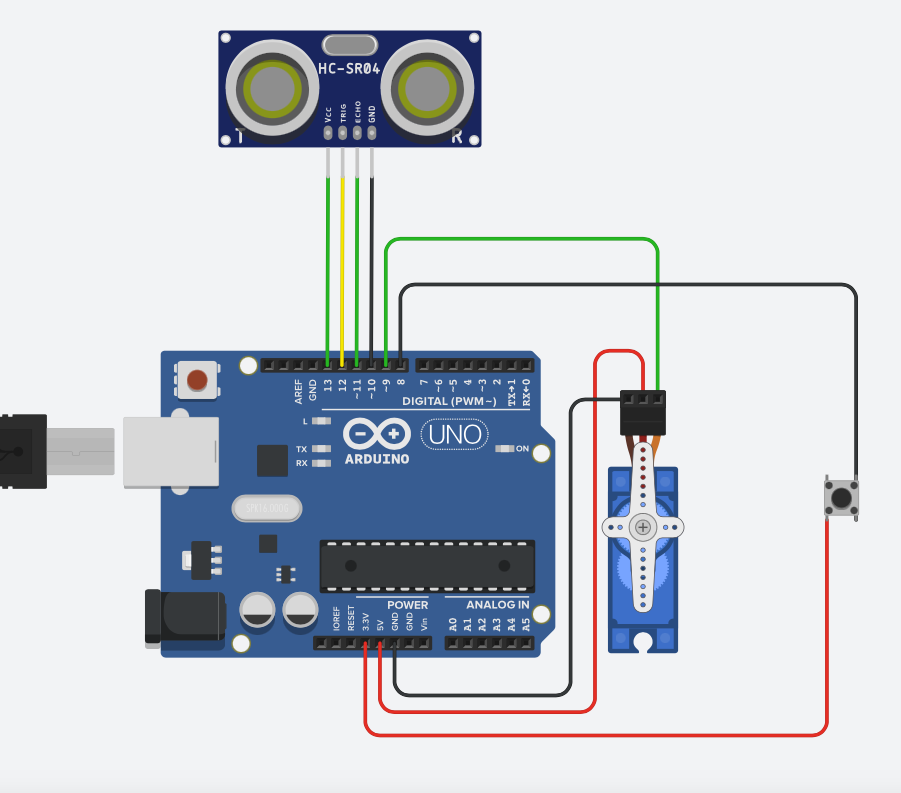 HC-SR04
VCC
TRIG
ECHO
GND
T
R
AREF
GND
13
12
~11
~10
~9
8
7
~6
~5
4
~3
2
TX→1
RX←0
DIGITAL (PWM~)
L
TX
RX
ARDUINO
UNO
ON
SPK16.000G
POWER
ANALOG IN
IOREF
RESET
3.3V
5V
GND
GND
Vin
A0
A1
A2
A3
A4
A5